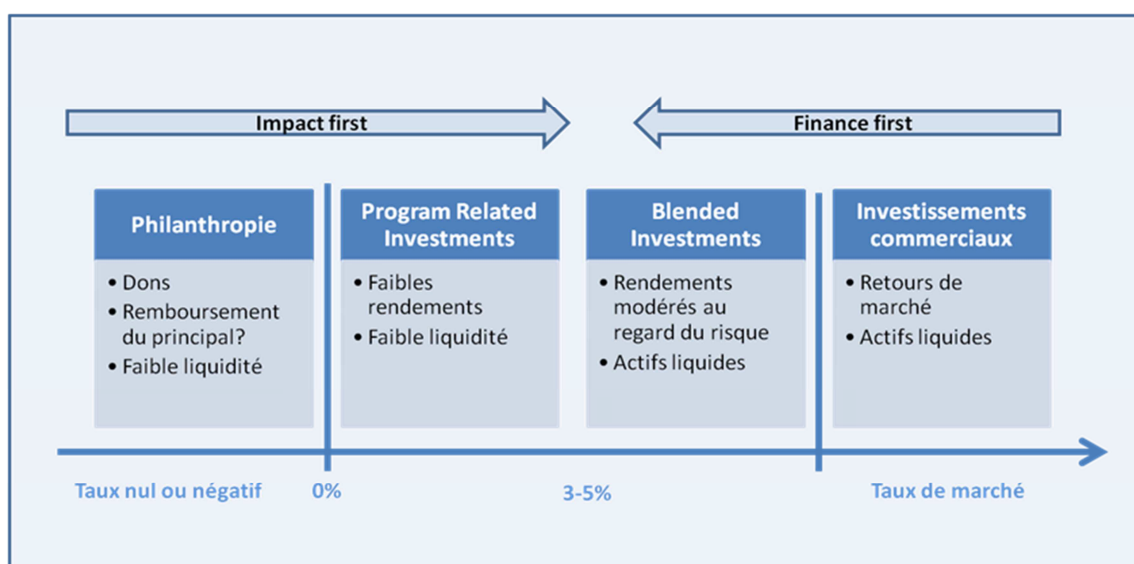 Impact first
Finance first
Philanthropie
• Dons
• Remboursement
du principal?
• Faible liquidité
Program Related
Investments
• Faibles
rendements
• Faible liquidité
Blended
Investments
• Rendements
modérés au
regard du risque
• Actifs liquides
Investissements
commerciaux
• Retours de
marché
• Actifs liquides
Taux nul ou négatif
0%
3-5%
Taux de marché